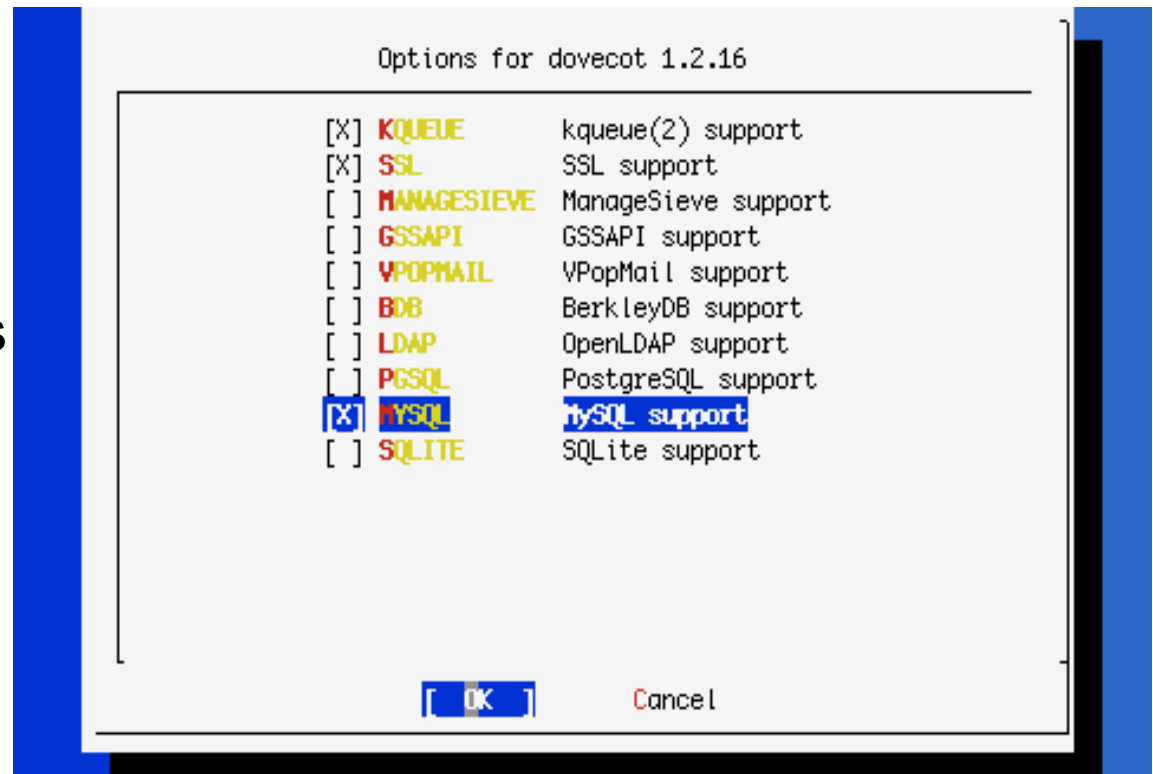 Options for dovecot 1.2.16
[X] KQUEUE kqueue(2) support
[X] SSL SSL support
[ ] MANAGESIEVE ManageSieve support
[ ] GSSAPI GSSAPI support
[ ] VPOPMAIL VPopMail support
[ ] BDB BerkleyDB support
s
[ ] LDAP OpenLDAP support
[ ] PGSQL PostgreSQL support
[X] MYSQL MySQL support
[ ] SQLITE SQLite support
[ OK ] Cancel